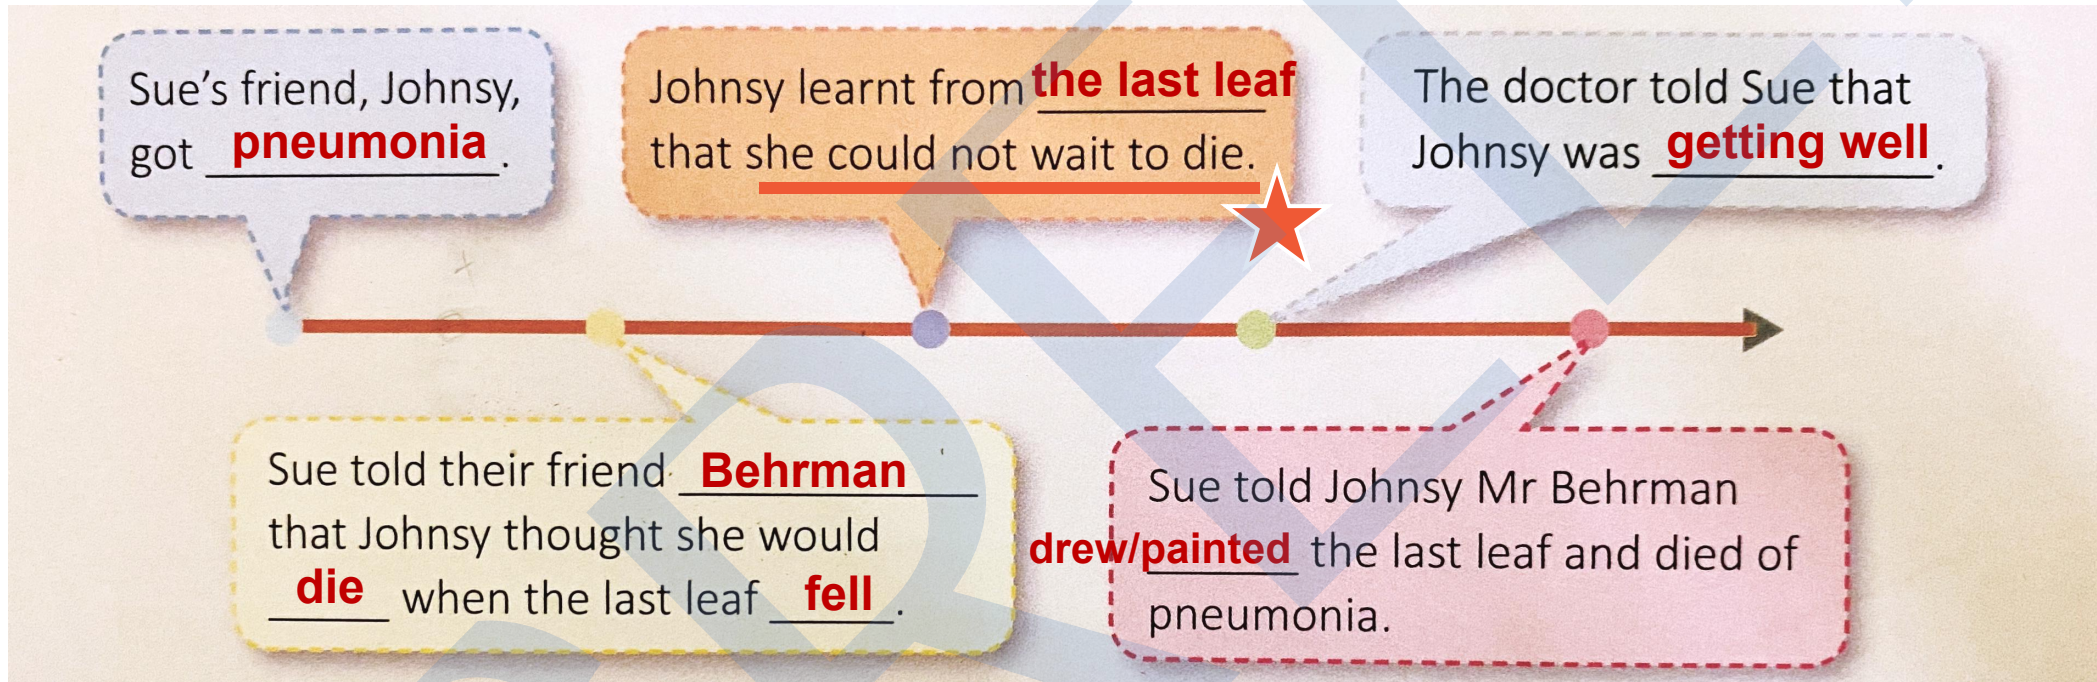 Sue's friend, Johnsy,
got pneumonia.
Sue told their friend Behrman
that Johnsy thought she would
die when the last leaf fell.
Johnsy learnt from the last leaf
that she could not wait to die.
The doctor told Sue that
Johnsy was getting well.
Sue told Johnsy Mr Behrman
drew/painted the last leaf and died of
pneumonia.